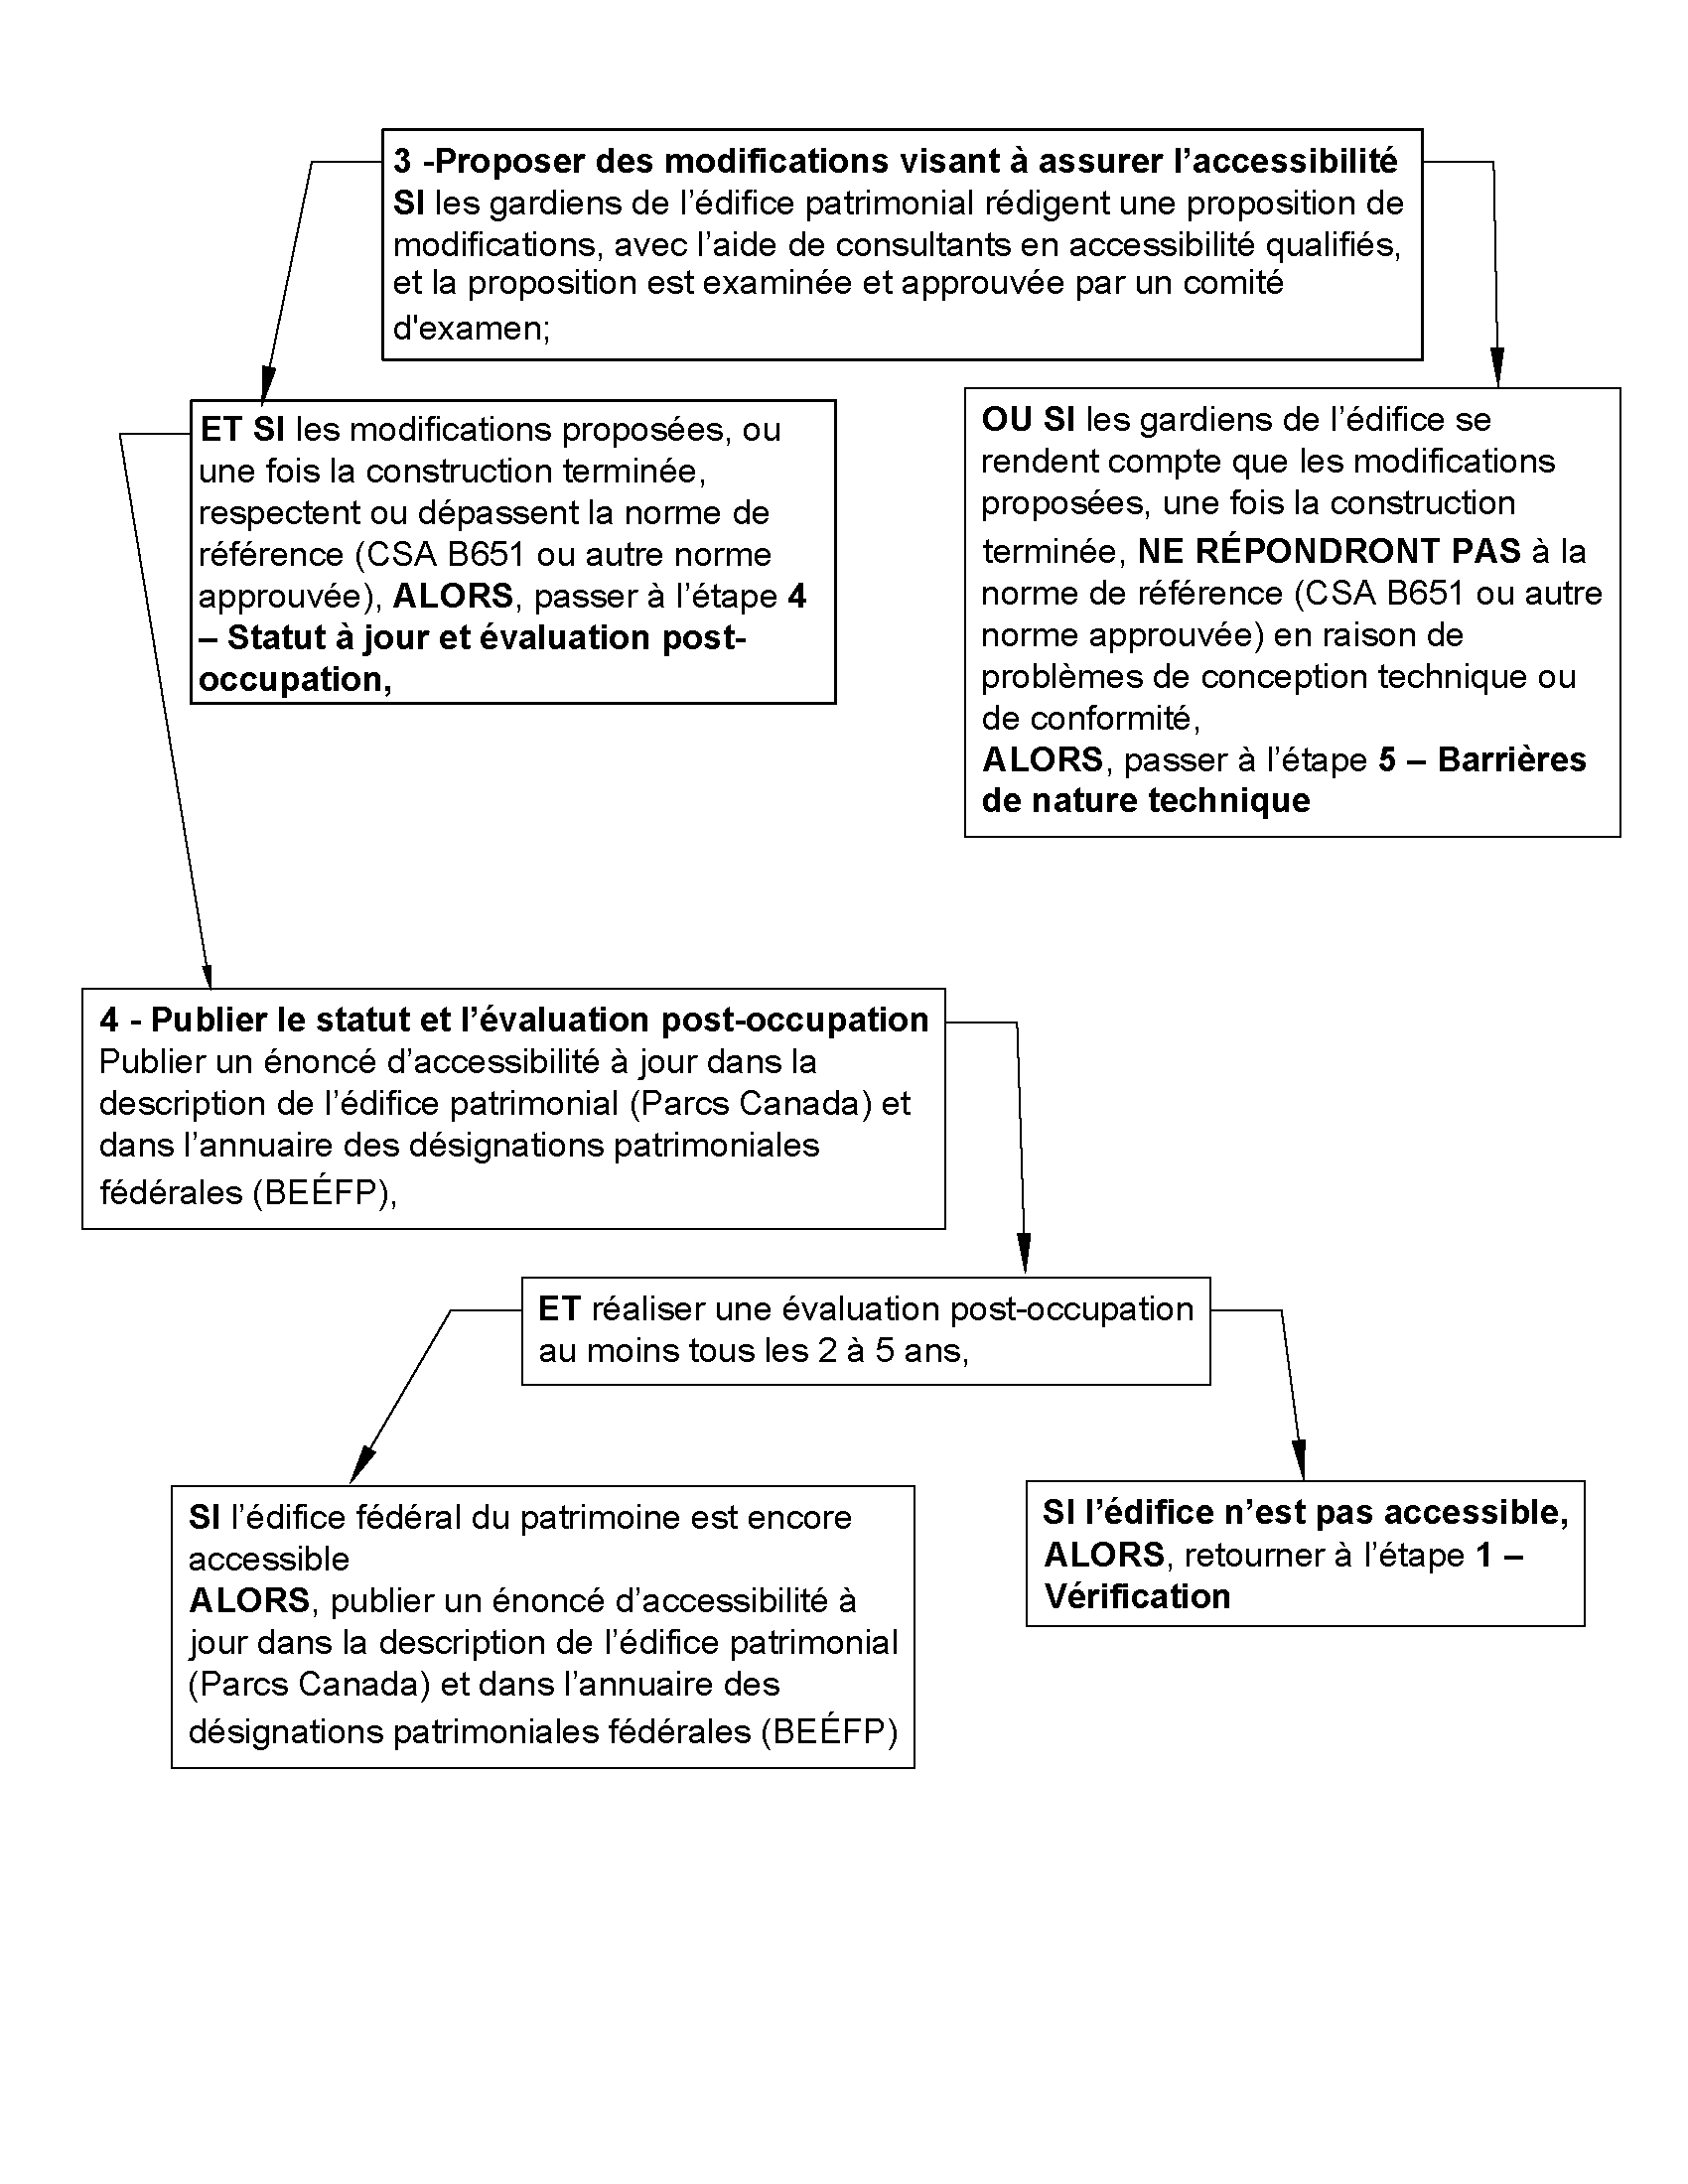 3 -Proposer des modifications visant à assurer l’accessibilité
SI les gardiens de l’édifice patrimonial rédigent une proposition de
modifications, avec l’aide de consultants en accessibilité qualifiés,
et la proposition est examinée et approuvée par un comité
d'examen;
ET SI les modifications proposées, ou
une fois la construction terminée,
respectent ou dépassent la norme de
référence (CSA B651 ou autre norme
approuvée), ALORS, passer à l’étape 4
– Statut à jour et évaluation post-
occupation,
OU SI les gardiens de l’édifice se
rendent compte que les modifications
proposées, une fois la construction
terminée, NE RÉPONDRONT PAS à la
norme de référence (CSA B651 ou autre
norme approuvée) en raison de
problèmes de conception technique ou
de conformité,
ALORS, passer à l’étape 5 – Barrières
de nature technique
4 - Publier le statut et l’évaluation post-occupation
Publier un énoncé d’accessibilité à jour dans la
description de l’édifice patrimonial (Parcs Canada) et
dans l’annuaire des désignations patrimoniales
fédérales (BEÉFP),
ET réaliser une évaluation post-occupation
au moins tous les 2 à 5 ans,
SI l’édifice fédéral du patrimoine est encore
accessible
ALORS, publier un énoncé d’accessibilité à
jour dans la description de l’édifice patrimonial
(Parcs Canada) et dans l’annuaire des
désignations patrimoniales fédérales (BEÉFP)
SI l’édifice n’est pas accessible,
ALORS, retourner à l’étape 1 –
Vérification